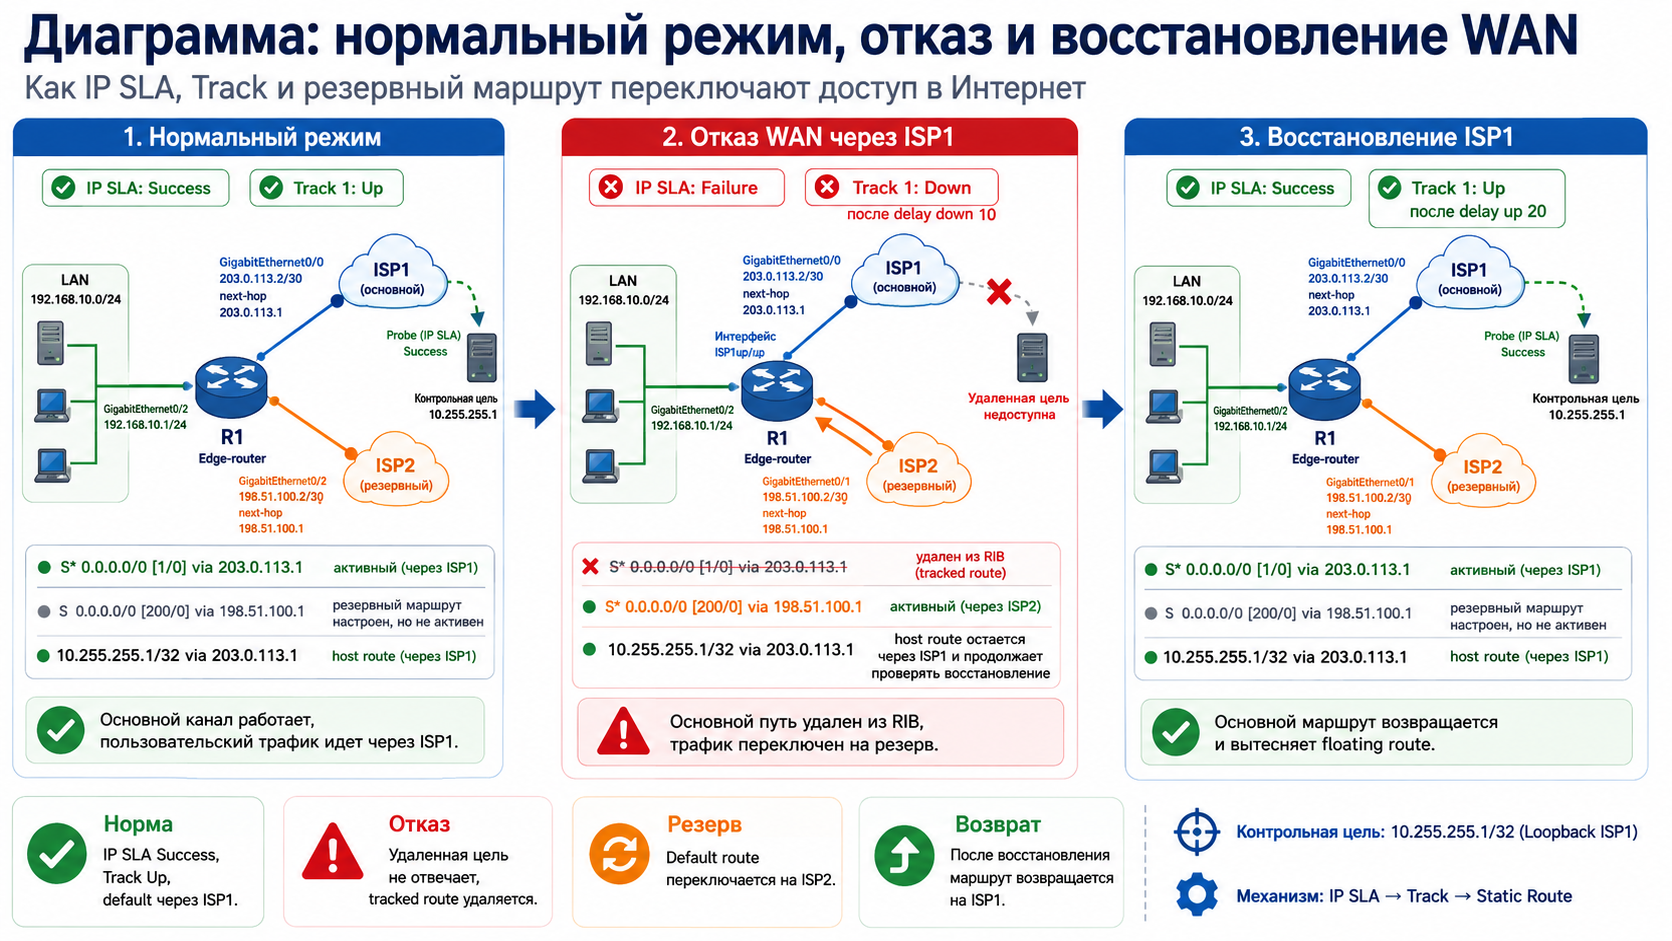 Диаграмма: нормальный режим, отказ и восстановление WAN
Как IP SLA, Track и резервный маршрут переключают доступ в Интернет
1. Нормальный режим
IP SLA: Success
Track 1: Up
LAN
192.168.10.0/24
GigabitEthernet0/0
203.0.113.2/30
next-hop
203.0.113.1
ISP1
(основной)
Probe (IP SLA)
Success
Контрольная цель
10.255.255.1
GigabitEthernet0/2
192.168.10.1/24
R1
Edge-router
ISP2
(резервный)
GigabitEthernet0/2
198.51.100.2/30
next-hop
198.51.100.1
S* 0.0.0.0/0 [1/0] via 203.0.113.1
активный (через ISP1)
S 0.0.0.0/0 [200/0] via 198.51.100.1
резервный маршрут
настроен, но не активен
10.255.255.1/32 via 203.0.113.1
host route (через ISP1)
Основной канал работает,
пользовательский трафик идет через ISP1.
2. Отказ WAN через ISP1
IP SLA: Failure
Track 1: Down
после delay down 10
LAN
192.168.10.0/24
GigabitEthernet0/0
203.0.113.2/30
next-hop
203.0.113.1
ISP1
(основной)
Интерфейс
ISP1up/up
Удаленная цель
недоступна
GigabitEthernet0/2
192.168.10.1/24
R1
Edge-router
ISP2
(резервный)
GigabitEthernet0/1
198.51.100.2/30
next-hop
198.51.100.1
S* 0.0.0.0/0 [1/0] via 203.0.113.1
удален из RIB
(tracked route)
S* 0.0.0.0/0 [200/0] via 198.51.100.1
активный (через ISP2)
10.255.255.1/32 via 203.0.113.1
host route остается
через ISP1 и продолжает
проверять восстановление
Основной путь удален из RIB,
трафик переключен на резерв.
3. Восстановление ISP1
IP SLA: Success
Track 1: Up
после delay up 20
LAN
192.168.10.0/24
GigabitEthernet0/0
203.0.113.2/30
next-hop
203.0.113.1
ISP1
(основной)
Probe (IP SLA)
Success
Контрольная цель
10.255.255.1
GigabitEthernet0/2
192.168.10.1/24
R1
Edge-router
ISP2
(резервный)
GigabitEthernet0/1
198.51.100.2/30
next-hop
198.51.100.1
S* 0.0.0.0/0 [1/0] via 203.0.113.1
активный (через ISP1)
S 0.0.0.0/0 [200/0] via 198.51.100.1
резервный маршрут
настроен, но не активен
10.255.255.1/32 via 203.0.113.1
host route (через ISP1)
Основной маршрут возвращается
и вытесняет floating route.
Норма
IP SLA Success,
Track Up,
default через ISP1.
Отказ
Удаленная цель
не отвечает,
tracked route удаляется.
Резерв
Default route
переключается на ISP2.
Возврат
После восстановления
маршрут возвращается
на ISP1.
Контрольная цель: 10.255.255.1/32 (Loopback ISP1)
Механизм: IP SLA → Track → Static Route